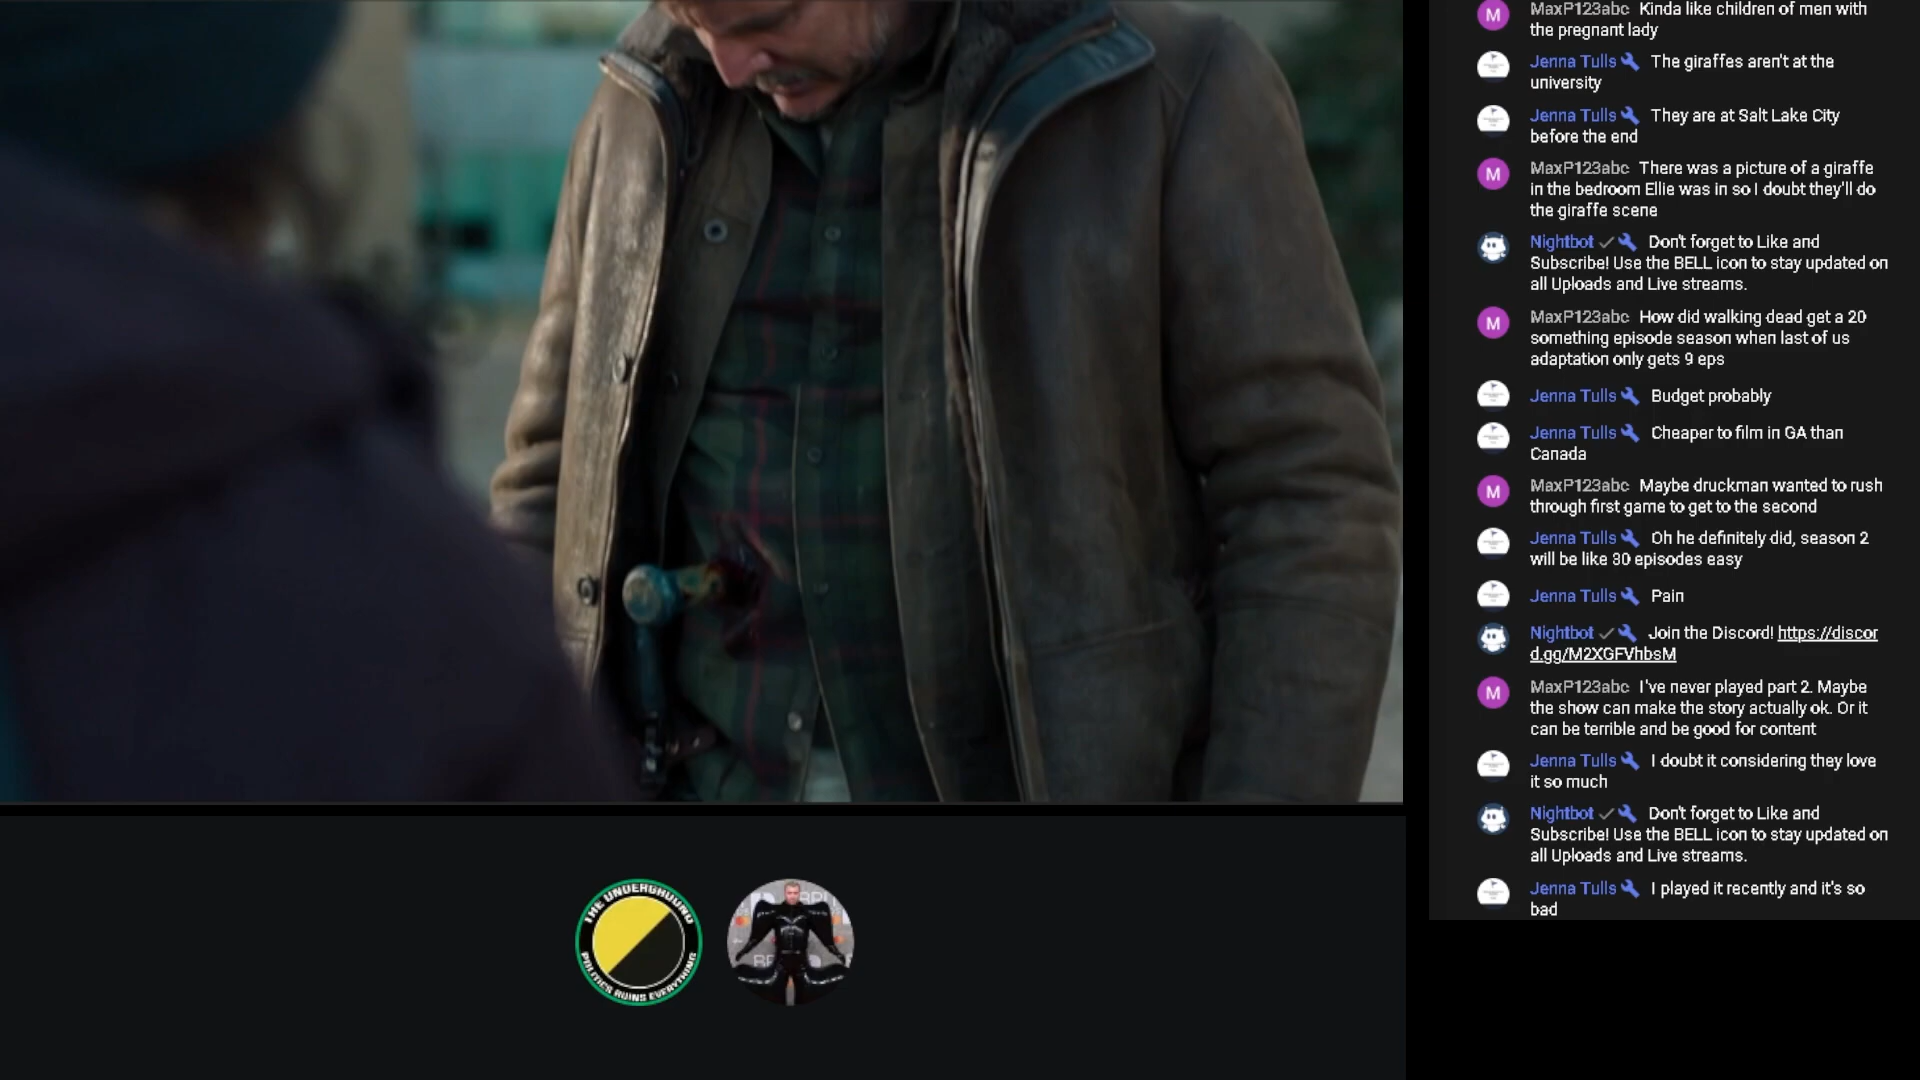 MaxP123abc Kinda like children of men with
the pregnant lady
Jenna Tulls The giraffes aren't at the
university
Jenna Tulls They are at Salt Lake City
before the end
M MaxP123abc There was a picture of a giraffe
in the bedroom Ellie was in so I doubt they'll do
the giraffe scene
Nightbot Don't forget to Like and
Subscribe! Use the BELL icon to stay updated on
all Uploads and Live streams.
M MaxP123abc How did walking dead get a 20
something episode season when last of us
adaptation only gets 9 eps
Jenna Tulls Budget probably
Jenna Tulls Cheaper to film in GA than
Canada
M MaxP123abc Maybe druckman wanted to rush
through first game to get to the second
Jenna Tulls Oh he definitely did, season 2
will be like 30 episodes easy
Jenna Tulls Pain
Nightbot Join the Discord! https://discor
d.gg/M2XGFVhbsM
M MaxP123abc I've never played part 2. Maybe
the show can make the story actually ok. Or it
can be terrible and be good for content
Jenna Tulls I doubt it considering they love
it so much
Nightbot Don't forget to Like and
Subscribe! Use the BELL icon to stay updated on
all Uploads and Live streams.
Jenna Tulls I played it recently and it's so
bad
THE UNDERGROUND
POLITICS RUINS EVERYTHING